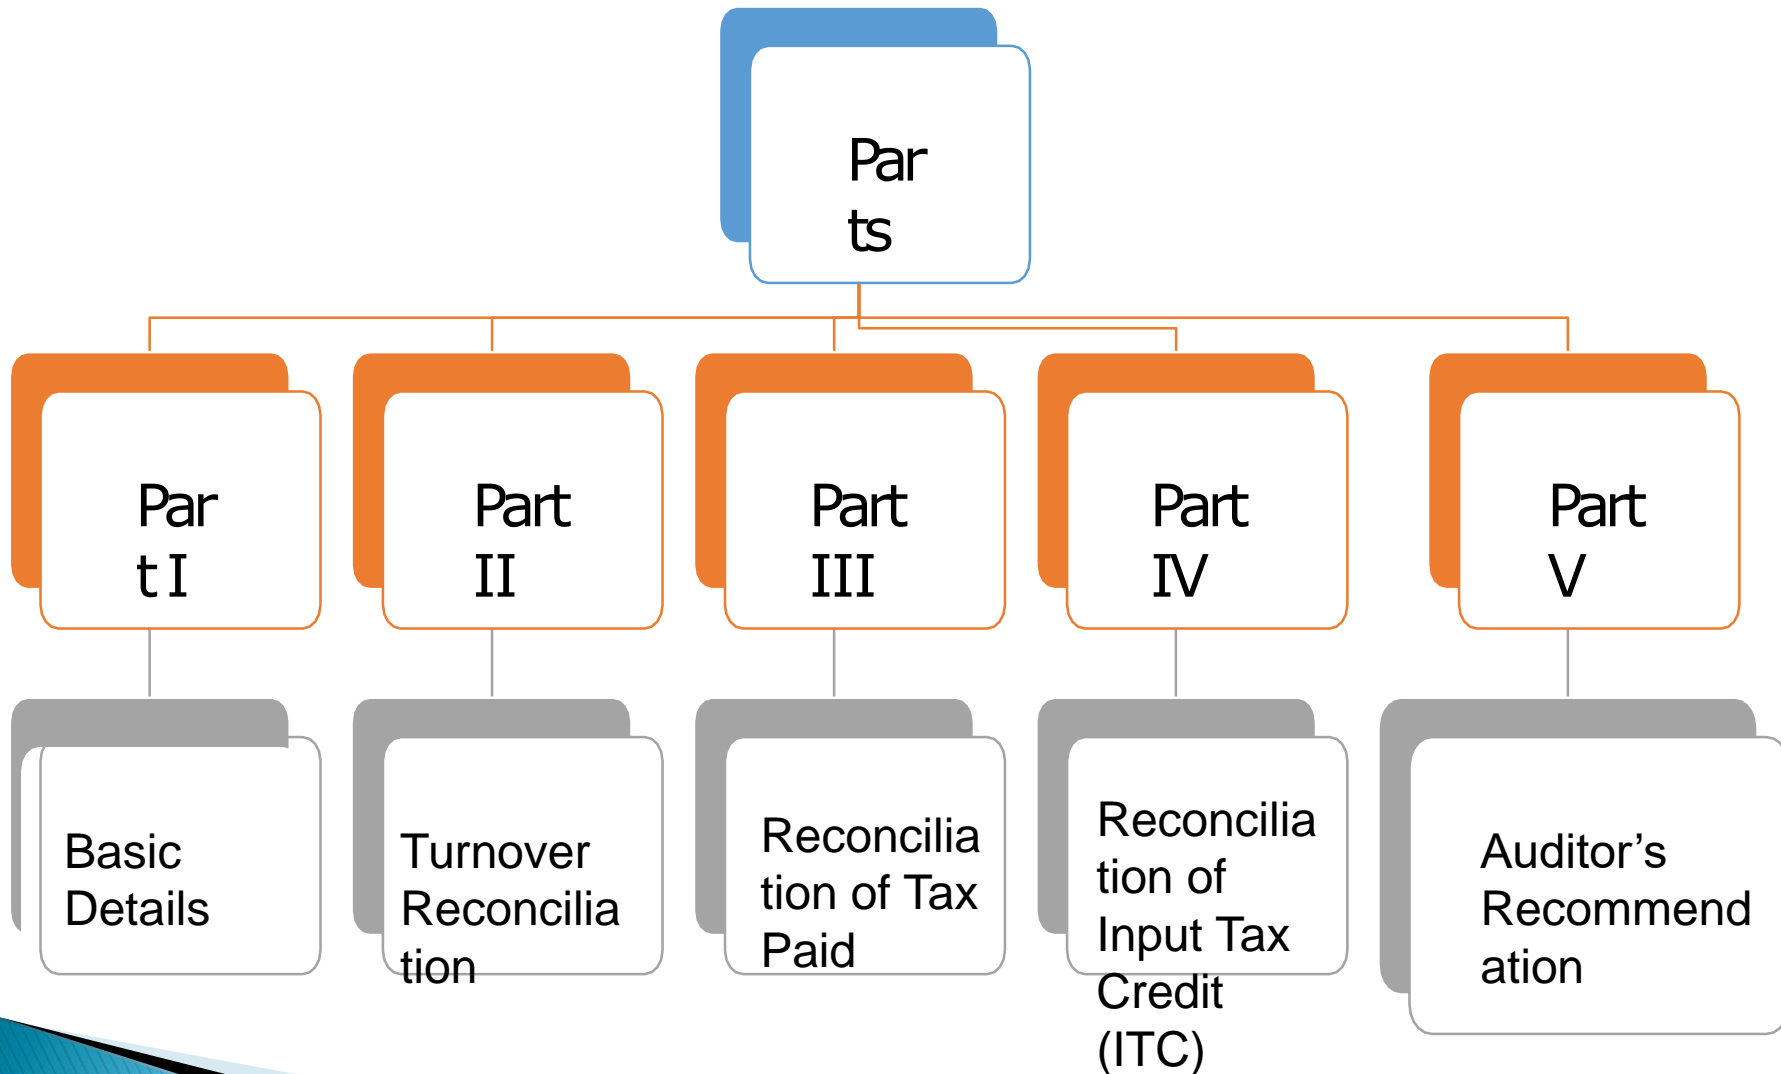 Par
ts
Par
t I
Part
II
Part
III
Part
IV
Part
V
Basic
Details
Turnover
Reconcilia
tion
Reconcilia
tion of Tax
Paid
Reconcilia
tion of
Input Tax
Credit
(ITC)
Auditor’s
Recommend
ation